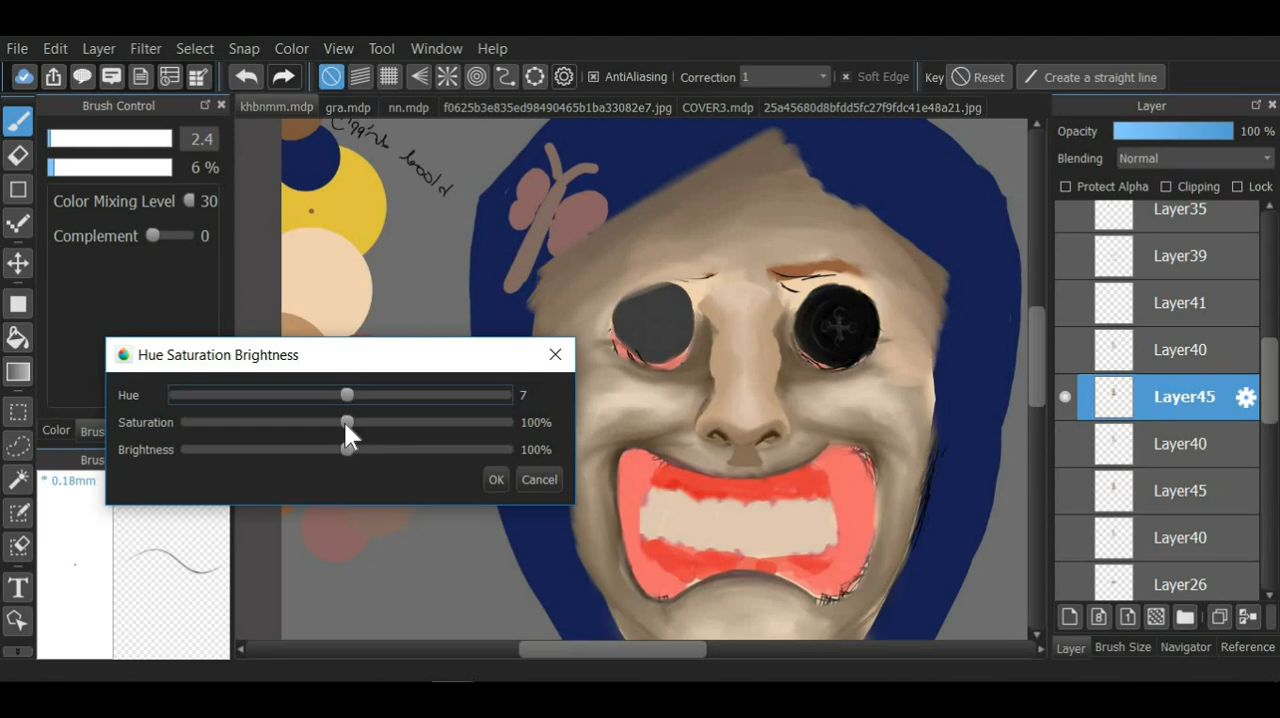 File Edit Layer Filter Select Snap Color View Tool Window Help
AntiAliasing Correction 1 Soft Edge Key Reset Create a straight line
Brush Control
khbnmm.mdp gra.mdp nn.mdp f0625b3e835ed98490465b1ba33082e7.jpg COVER3.mdp 25a45680d8bfdd5fc27f9fdc41e48a21.jpg
Layer
2.4
6 %
Color Mixing Level 30
Complement 0
Opacity 100 %
Blending Normal
Protect Alpha Clipping Lock
Layer35
Layer39
Layer41
Layer40
Layer45
Layer40
Layer45
Layer40
Layer26
Hue Saturation Brightness
Hue 7
Saturation 100%
Brightness 100%
OK Cancel
Color Brus
Brus
* 0.18mm
8 1
T
Layer Brush Size Navigator Reference